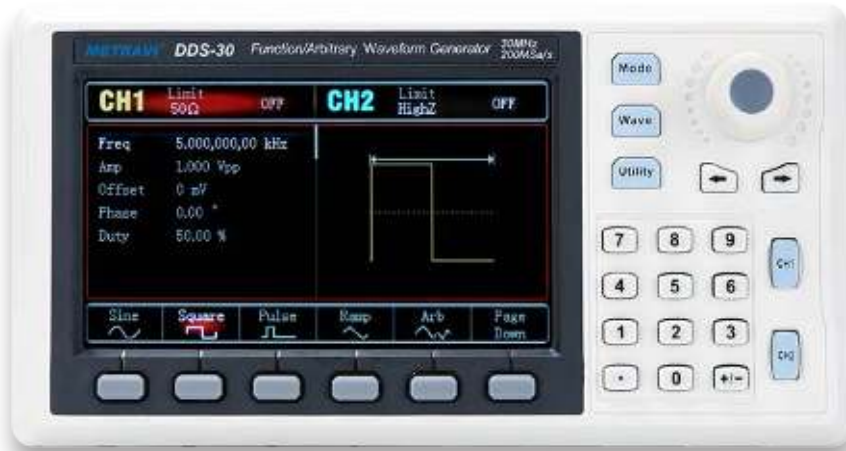 METRAVI DDS-30 Function/Arbitrary Waveform Generator 30MHz 200MSa/s
CH1 Limit 50Ω OFF CH2 Limit HighZ OFF
Freq 5.000,000,00 kHz
Amp 1.000 Vpp
Offset 0 mV
Phase 0.00 °
Duty 50.00 %
Sine Square Pulse Ramp Arb Page Down
Mode
Wave
Utility
7 8 9
CH1
4 5 6
1 2 3
CH2
. 0 +/-